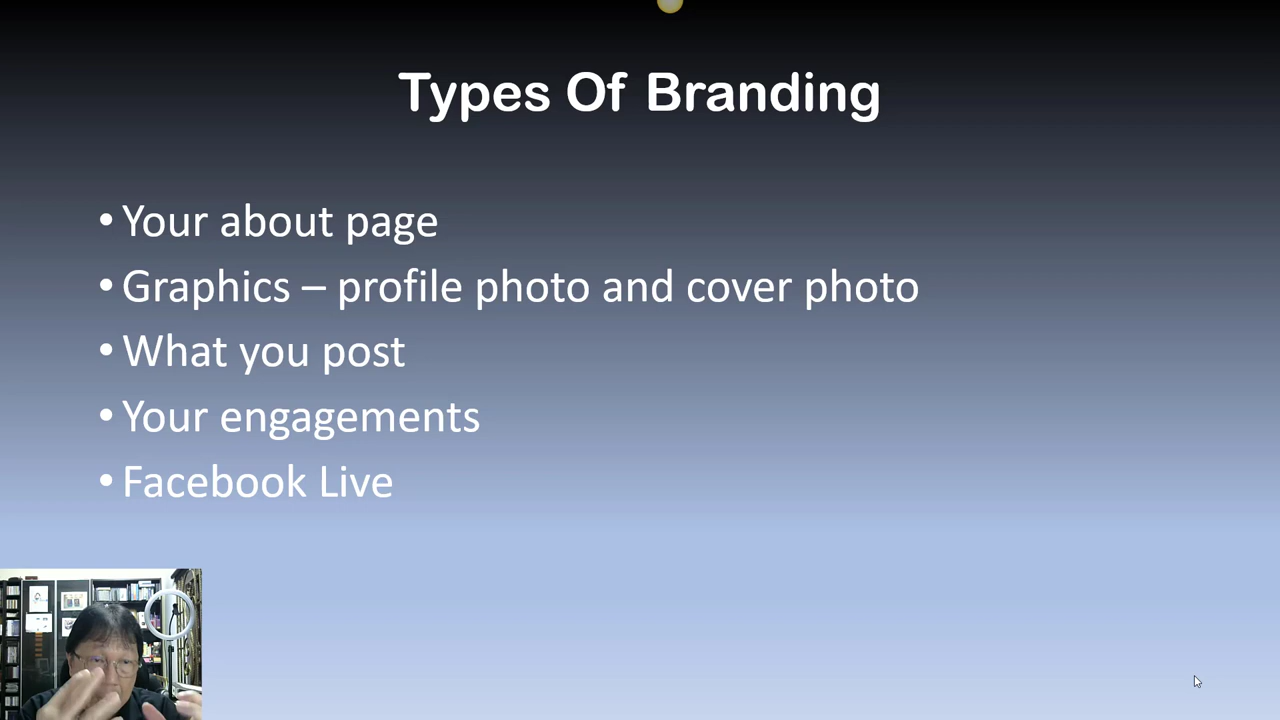 Types Of Branding
• Your about page
• Graphics – profile photo and cover photo
• What you post
• Your engagements
• Facebook Live